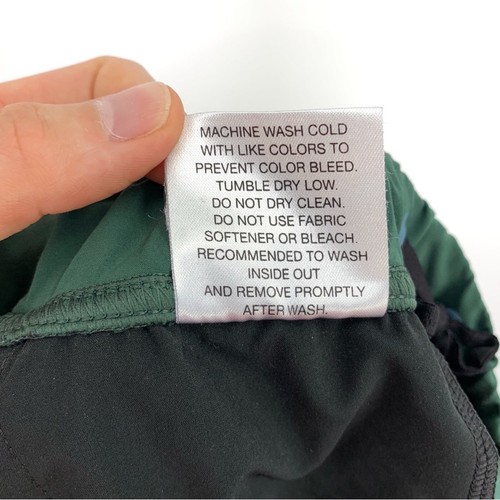 MACHINE WASH COLD
WITH LIKE COLORS TO
PREVENT COLOR BLEED.
TUMBLE DRY LOW.
DO NOT DRY CLEAN.
DO NOT USE FABRIC
SOFTENER OR BLEACH.
RECOMMENDED TO WASH
INSIDE OUT
AND REMOVE PROMPTLY
AFTER WASH.